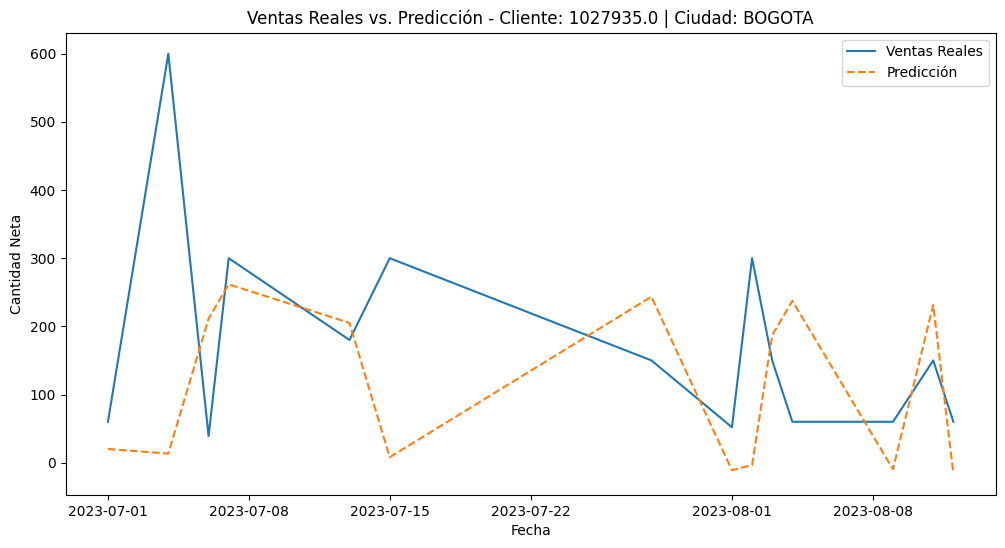 Ventas Reales vs. Predicción - Cliente: 1027935.0 | Ciudad: BOGOTA
Ventas Reales
Predicción
Cantidad Neta
600
500
400
300
200
100
0
2023-07-01 2023-07-08 2023-07-15 2023-07-22 2023-08-01 2023-08-08
Fecha